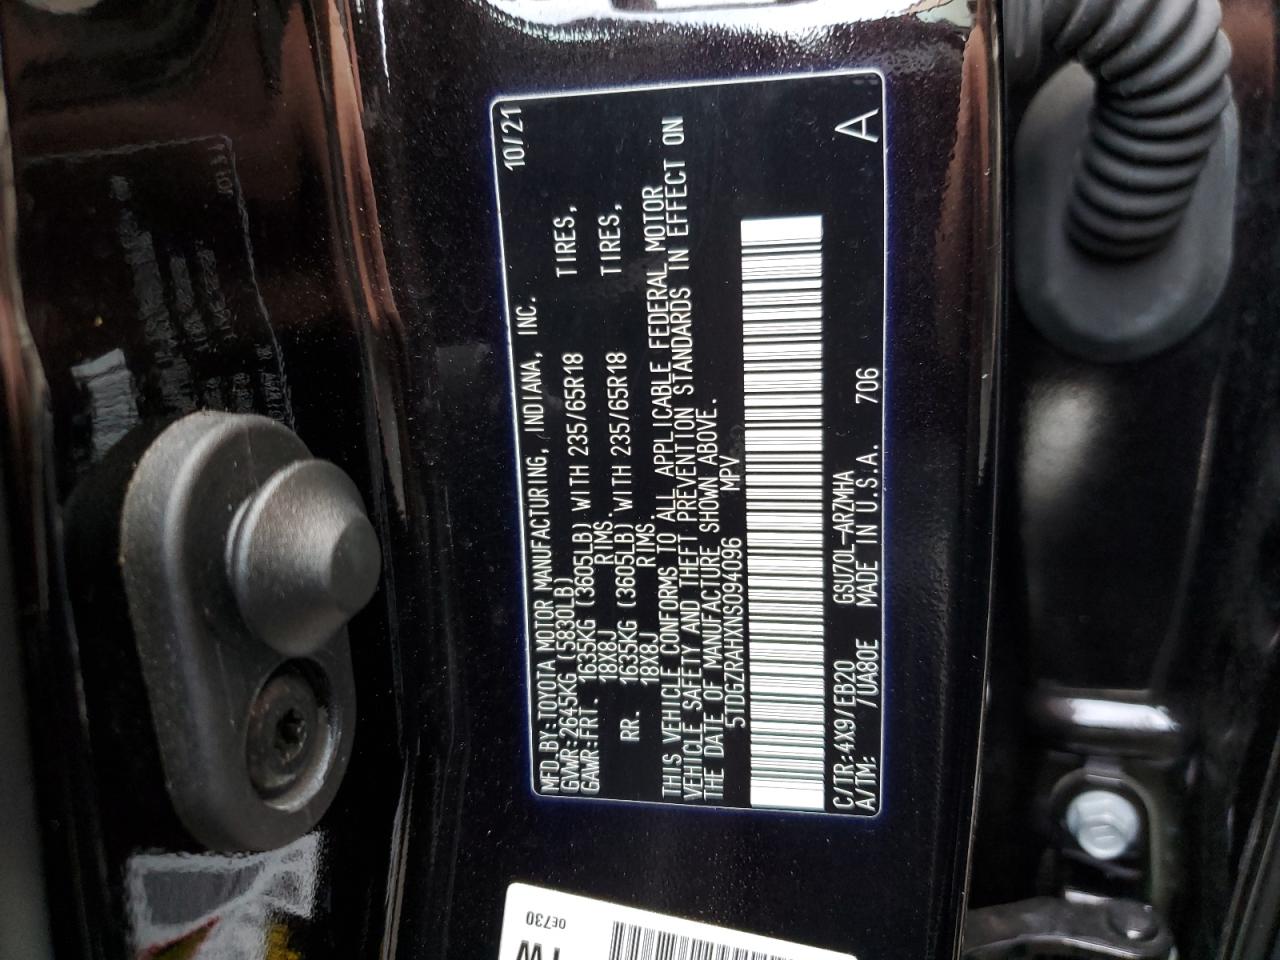 MFD.BY:TOYOTA MOTOR MANUFACTURING, INDIANA, INC. 10/21
GVWR:2645KG (5830LB)
GAWR:FRT. 1635KG (3605LB) WITH 235/65R18 TIRES,
18X8J RIMS.
RR. 1635KG (3605LB) WITH 235/65R18 TIRES,
18X8J RIMS.
THIS VEHICLE CONFORMS TO ALL APPLICABLE FEDERAL MOTOR
VEHICLE SAFETY AND THEFT PREVENTION STANDARDS IN EFFECT ON
THE DATE OF MANUFACTURE SHOWN ABOVE.
5TDGZRAHXNS094096 MPV
C/TR:4X9/EB20 GSU70L-ARZMHA 706 A
A/TM: /UA80E MADE IN U.S.A.
0E730